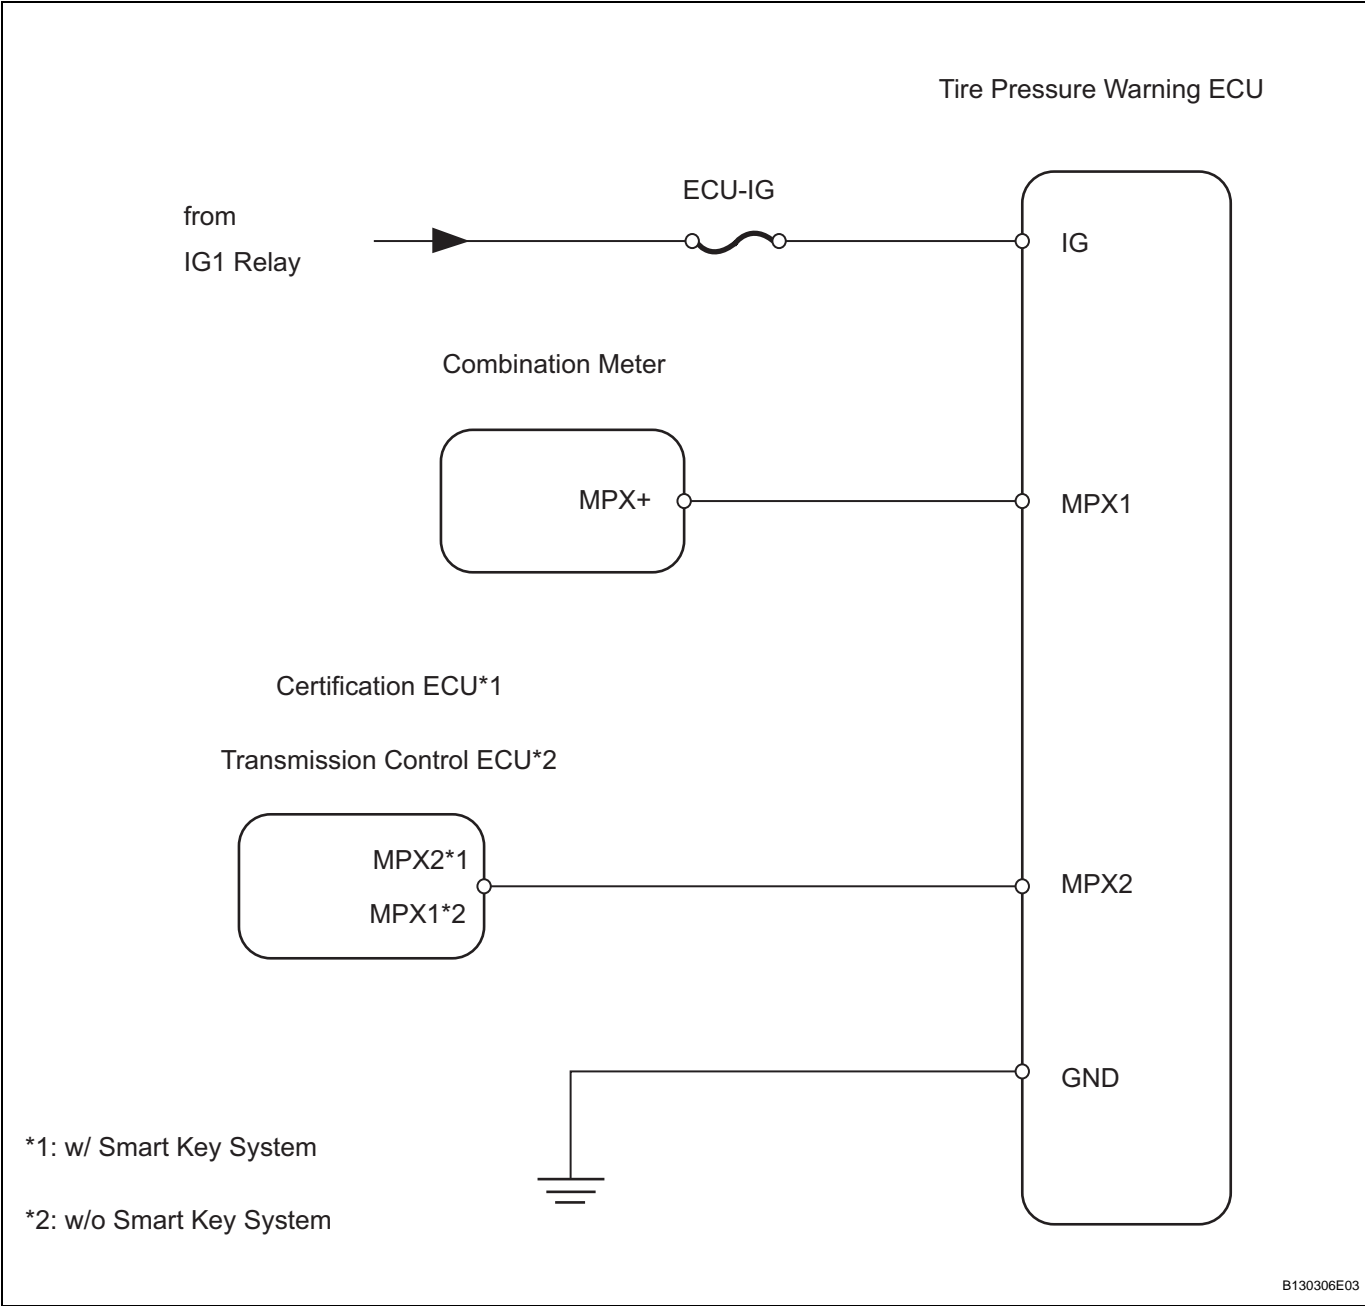 Tire Pressure Warning ECU
ECU-IG
from
IG1 Relay
IG
Combination Meter
MPX+
MPX1
Certification ECU*1
Transmission Control ECU*2
MPX2*1
MPX1*2
MPX2
GND
*1: w/ Smart Key System
*2: w/o Smart Key System
B130306E03